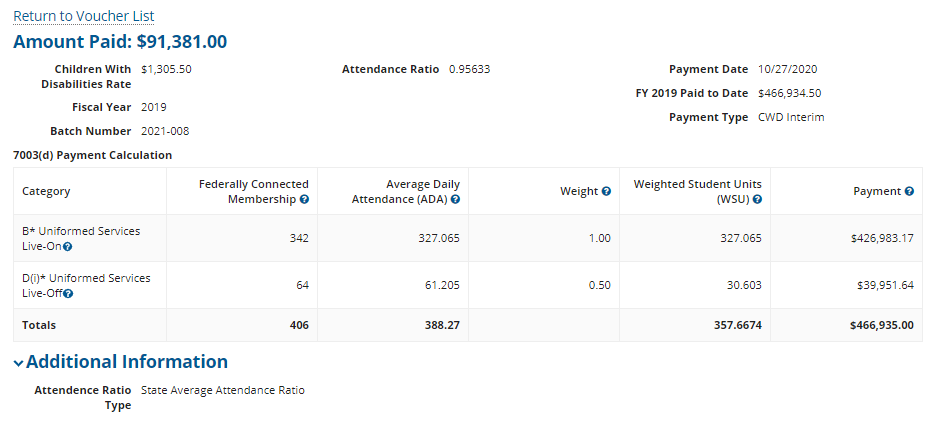 Return to Voucher List
Amount Paid: $91,381.00
Children With Disabilities Rate $1,305.50
Attendance Ratio 0.95633
Payment Date 10/27/2020
FY 2019 Paid to Date $466,934.50
Fiscal Year 2019
Payment Type CWD Interim
Batch Number 2021-008
7003(d) Payment Calculation
Category Federally Connected Membership Average Daily Attendance (ADA) Weight Weighted Student Units (WSU) Payment
B* Uniformed Services Live-On 342 327.065 1.00 327.065 $426,983.17
D(i)* Uniformed Services Live-Off 64 61.205 0.50 30.603 $39,951.64
Totals 406 388.27 357.6674 $466,935.00
Additional Information
Attendence Ratio Type State Average Attendance Ratio